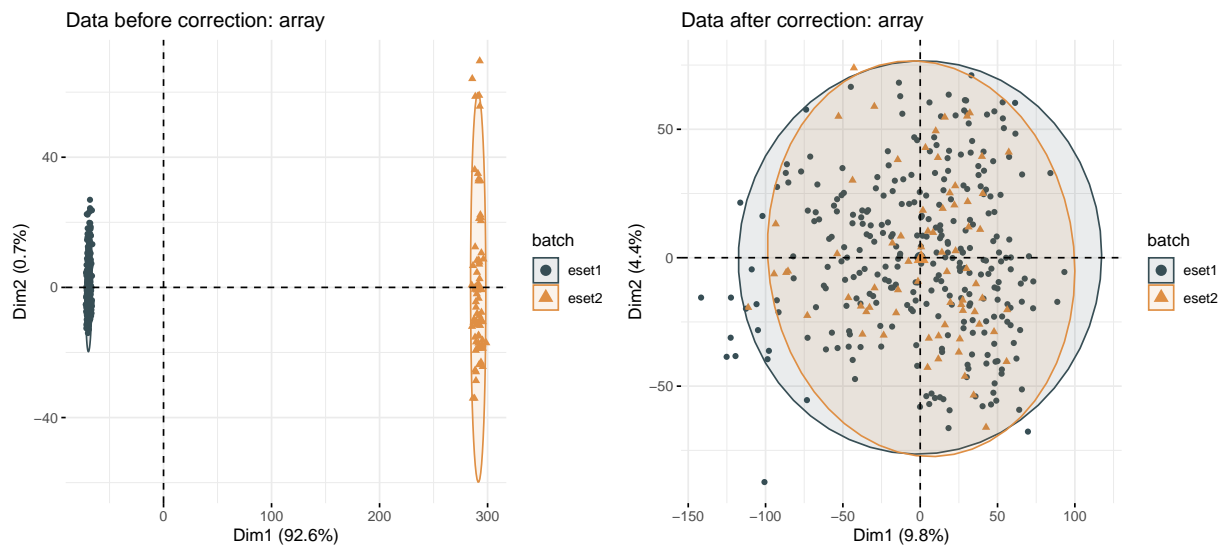 Data before correction: array
40
0
−40
Dim2 (0.7%)
0
100
200
300
Dim1 (92.6%)
batch
eset1
eset2
Data after correction: array
50
0
−50
Dim2 (4.4%)
−150
−100
−50
0
50
100
Dim1 (9.8%)
batch
eset1
eset2